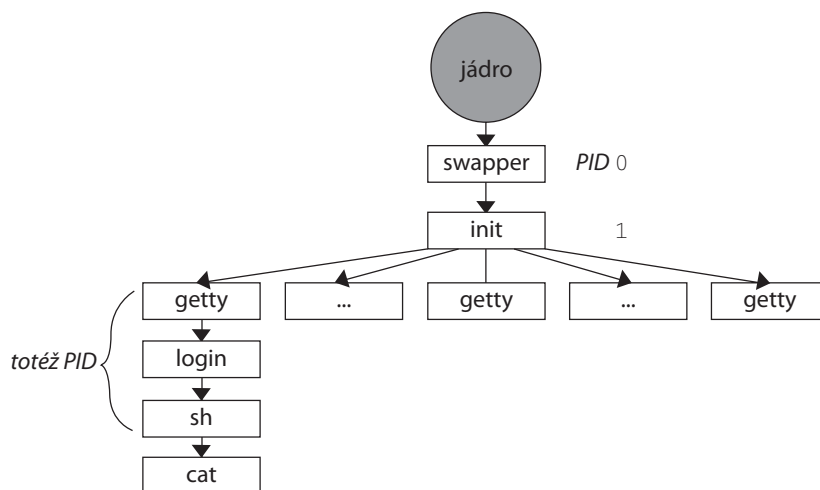 jádro
swapper PID 0
init 1
getty ... getty ... getty
totéž PID login
sh
cat